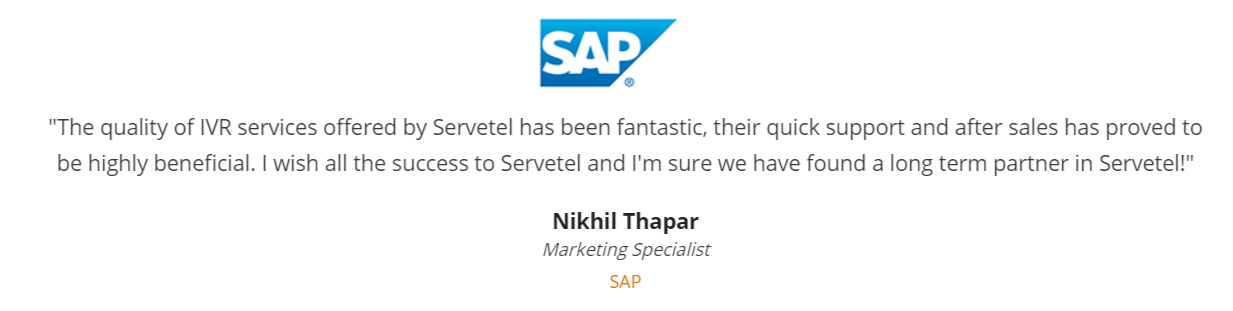 SAP®
"The quality of IVR services offered by Servetel has been fantastic, their quick support and after sales has proved to
be highly beneficial. I wish all the success to Servetel and I'm sure we have found a long term partner in Servetel!"
Nikhil Thapar
Marketing Specialist
SAP